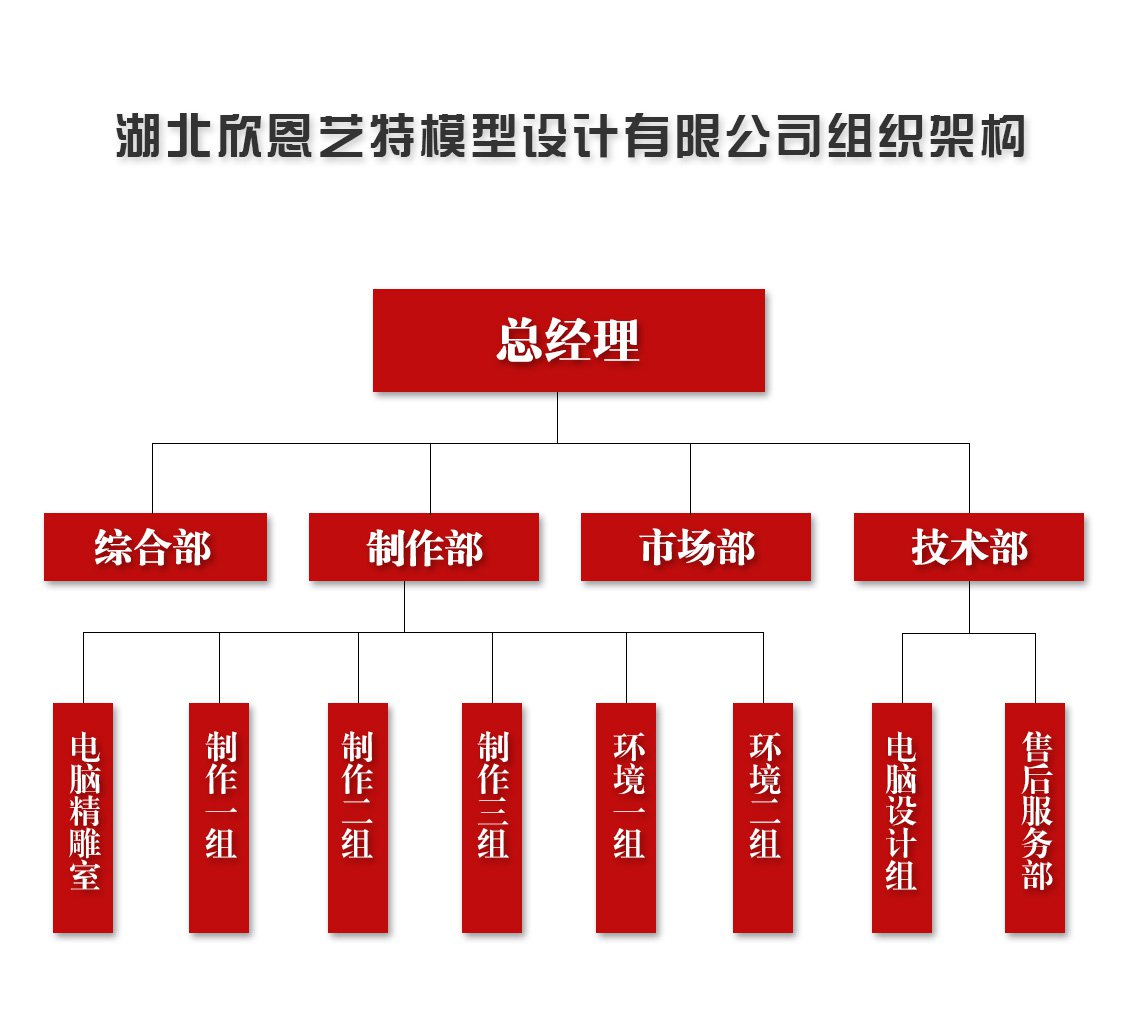 湖北欣恩艺特模型设计有限公司组织架构
总经理
综合部
制作部
市场部
技术部
电脑精雕室
制作一组
制作二组
制作三组
环境一组
环境二组
电脑设计组
售后服务部